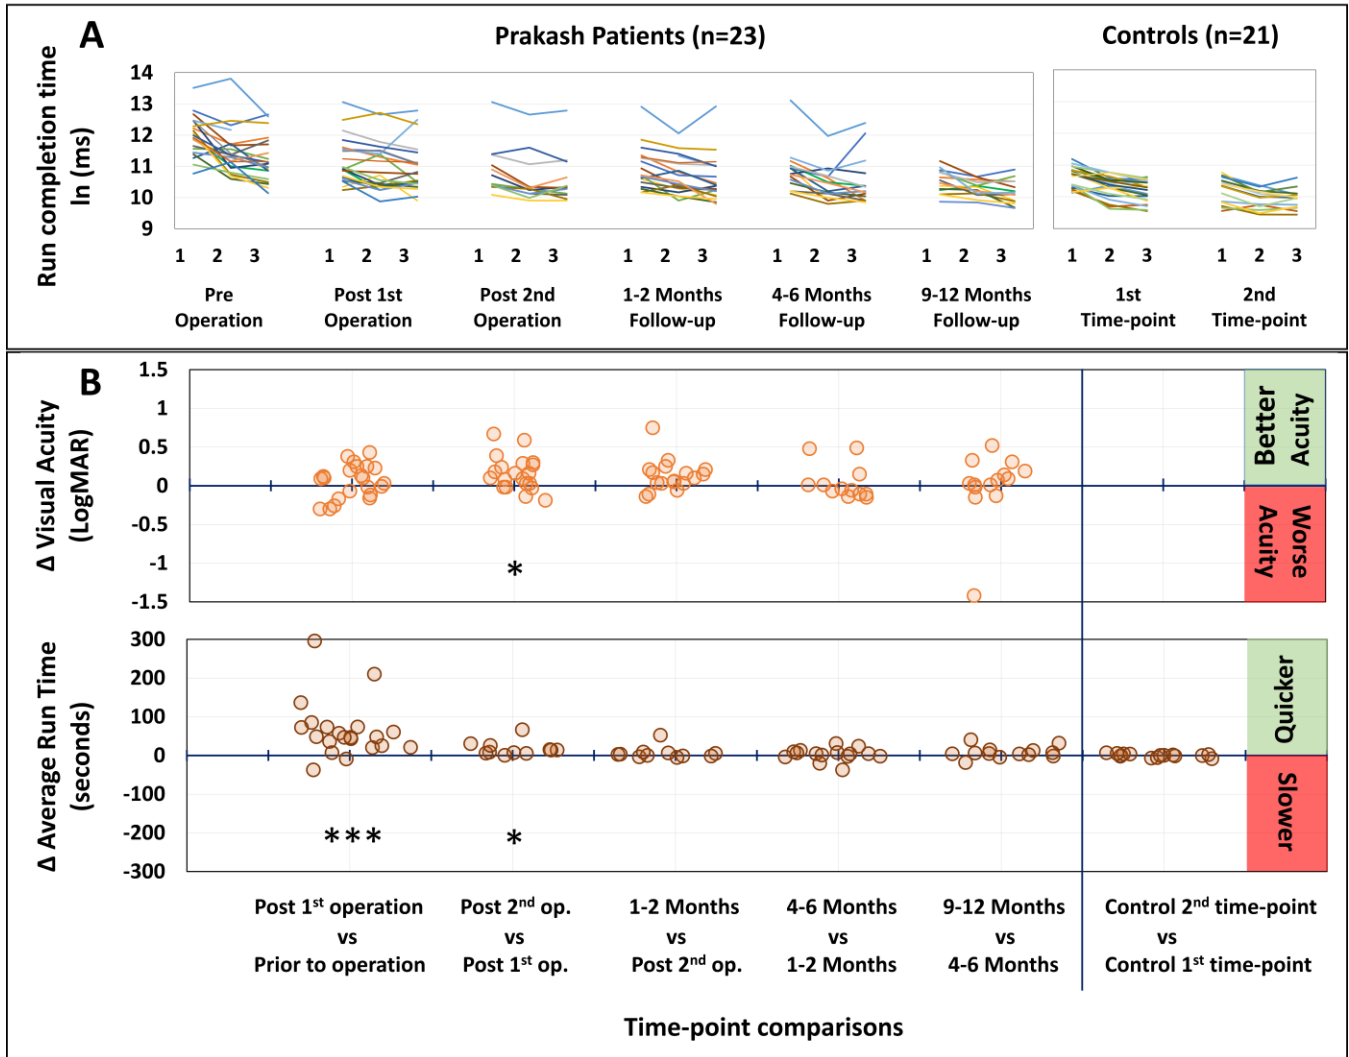 A
Prakash Patients (n=23)
Controls (n=21)
Run completion time
ln (ms)
14
13
12
11
10
9
1 2 3 1 2 3 1 2 3 1 2 3 1 2 3 1 2 3 1 2 3 1 2 3
Pre
Operation
Post 1st
Operation
Post 2nd
Operation
1-2 Months
Follow-up
4-6 Months
Follow-up
9-12 Months
Follow-up
1st
Time-point
2nd
Time-point
B
Δ Visual Acuity
(LogMAR)
1.5
1
0.5
0
-0.5
-1
-1.5
*
Better
Acuity
Worse
Acuity
Δ Average Run Time
(seconds)
300
200
100
0
-100
-200
-300
***
*
Quicker
Slower
Post 1st operation
vs
Prior to operation
Post 2nd op.
vs
Post 1st op.
1-2 Months
vs
Post 2nd op.
4-6 Months
vs
1-2 Months
9-12 Months
vs
4-6 Months
Control 2nd time-point
vs
Control 1st time-point
Time-point comparisons